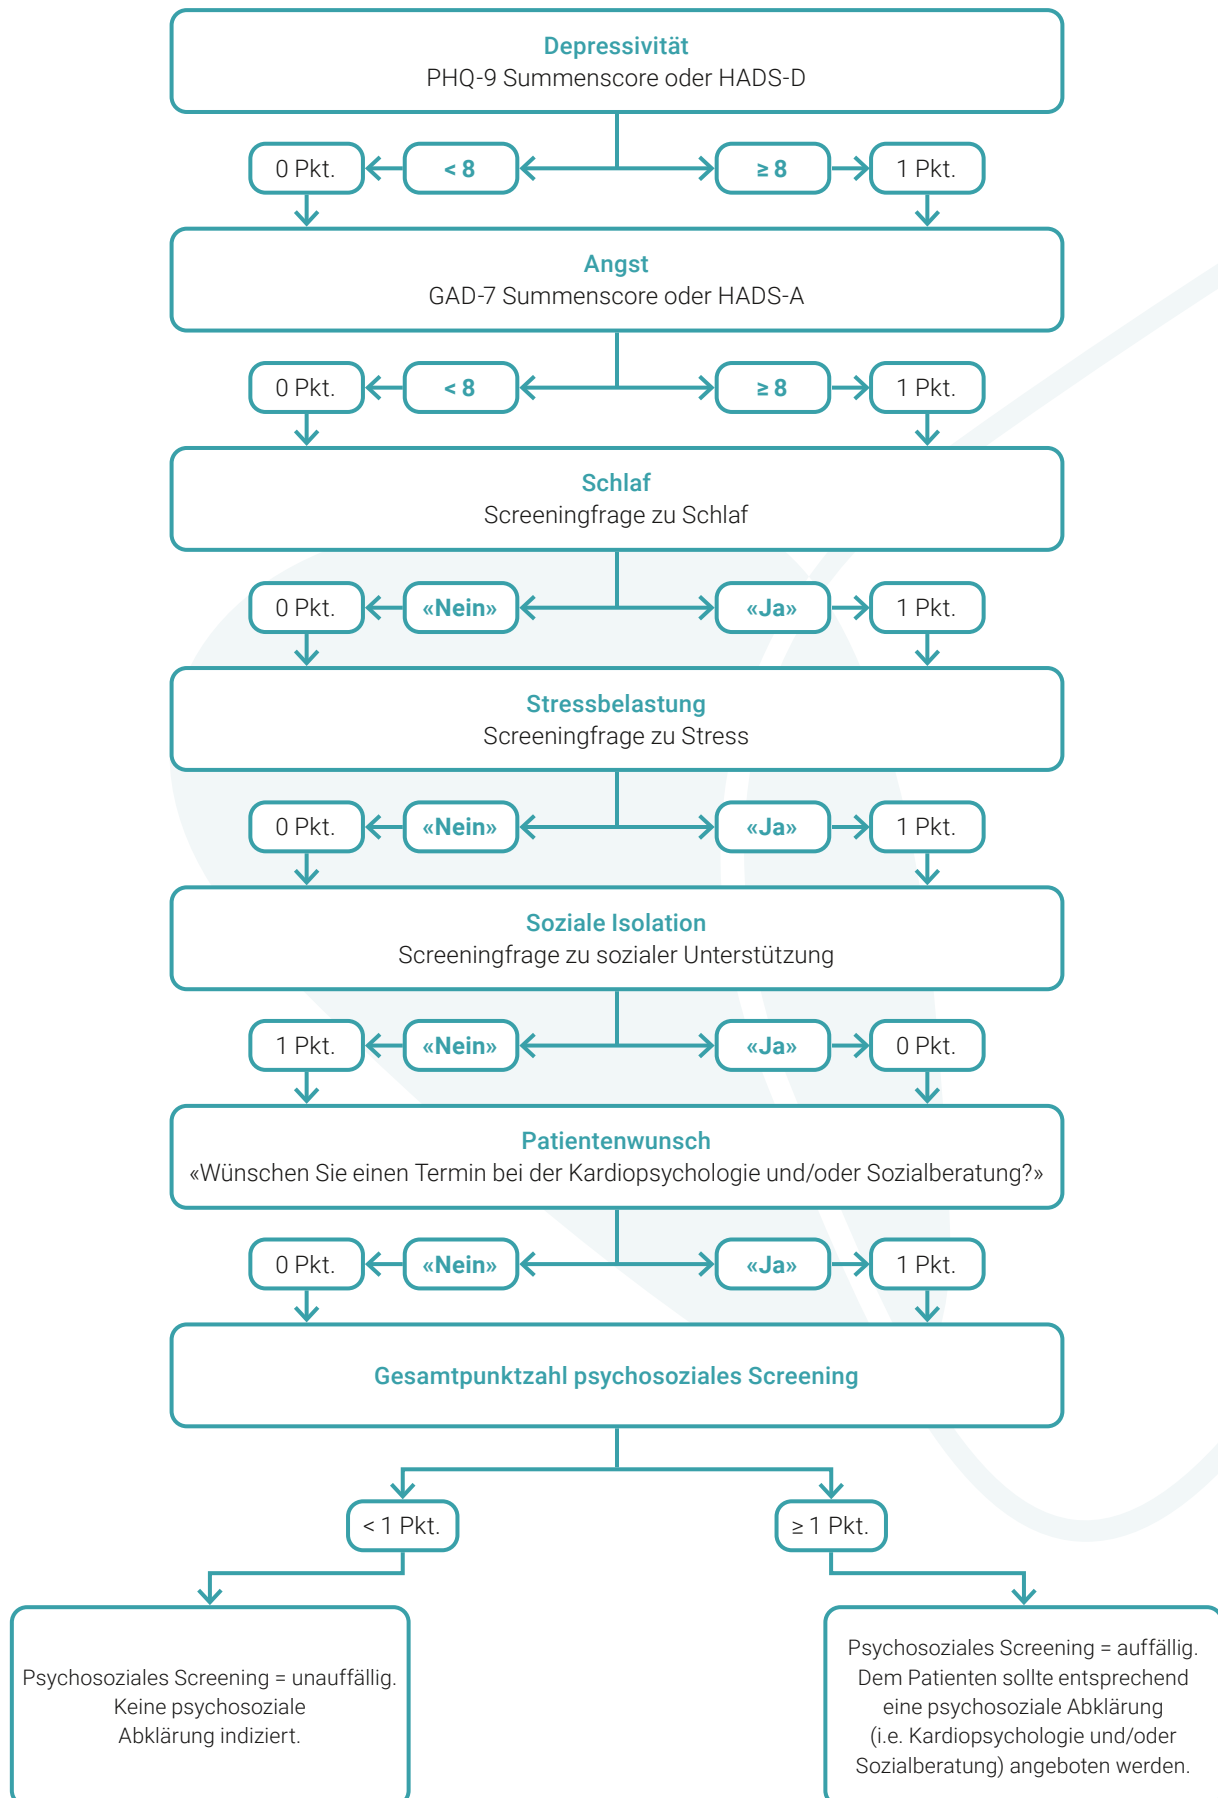 Depressivität
PHQ-9 Summenscore oder HADS-D
0 Pkt.
< 8
≥ 8
1 Pkt.
Angst
GAD-7 Summenscore oder HADS-A
0 Pkt.
< 8
≥ 8
1 Pkt.
Schlaf
Screeningfrage zu Schlaf
0 Pkt.
«Nein»
«Ja»
1 Pkt.
Stressbelastung
Screeningfrage zu Stress
0 Pkt.
«Nein»
«Ja»
1 Pkt.
Soziale Isolation
Screeningfrage zu sozialer Unterstützung
1 Pkt.
«Nein»
«Ja»
0 Pkt.
Patientenwunsch
«Wünschen Sie einen Termin bei der Kardiopsychologie und/oder Sozialberatung?»
0 Pkt.
«Nein»
«Ja»
1 Pkt.
Gesamtpunktzahl psychosoziales Screening
< 1 Pkt.
≥ 1 Pkt.
Psychosoziales Screening = unauffällig.
Keine psychosoziale
Abklärung indiziert.
Psychosoziales Screening = auffällig.
Dem Patienten sollte entsprechend
eine psychosoziale Abklärung
(i.e. Kardiopsychologie und/oder
Sozialberatung) angeboten werden.